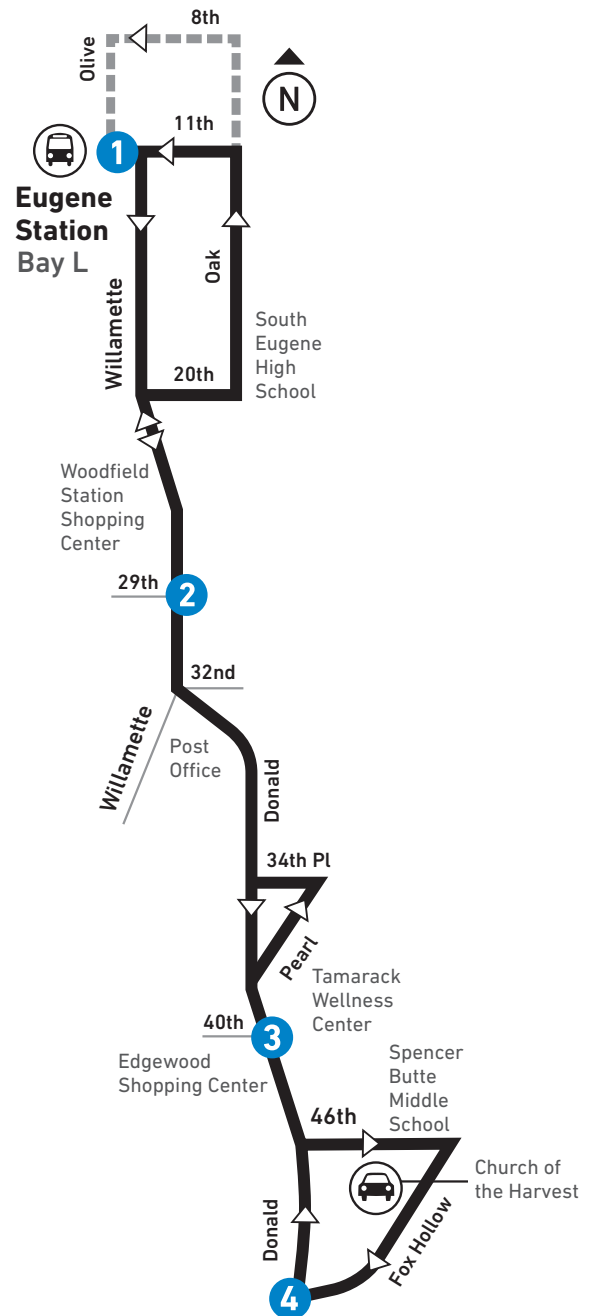 8th
Olive
N
11th
1
Eugene
Station
Bay L
Oak
Willamette
South
Eugene
High
School
20th
Woodfield
Station
Shopping
Center
29th
2
32nd
Willamette
Post
Office
Donald
34th Pl
Pearl
Tamarack
Wellness
Center
40th
3
Edgewood
Shopping Center
Spencer
Butte
Middle
School
46th
Church of
the Harvest
Donald
Fox Hollow
4